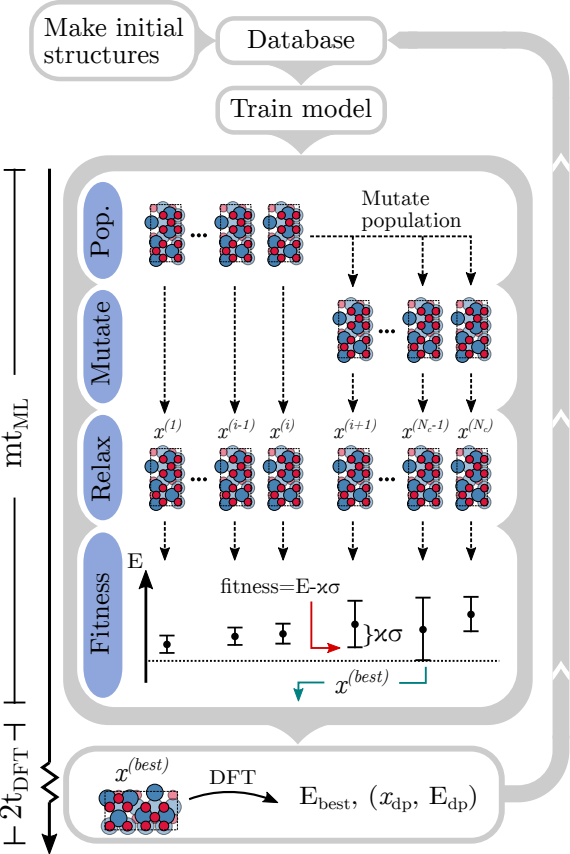 Make initial
structures
Database
Train model
Pop.
Mutate
population
Mutate
x^(1) x^(i-1) x^(i) x^(i+1) x^(N_c-1) x^(N_c)
Relax
Fitness
E
fitness=E-ϰσ
}ϰσ
x^(best)
mt_ML
2t_DFT
x^(best)
DFT
E_best, (x_dp, E_dp)